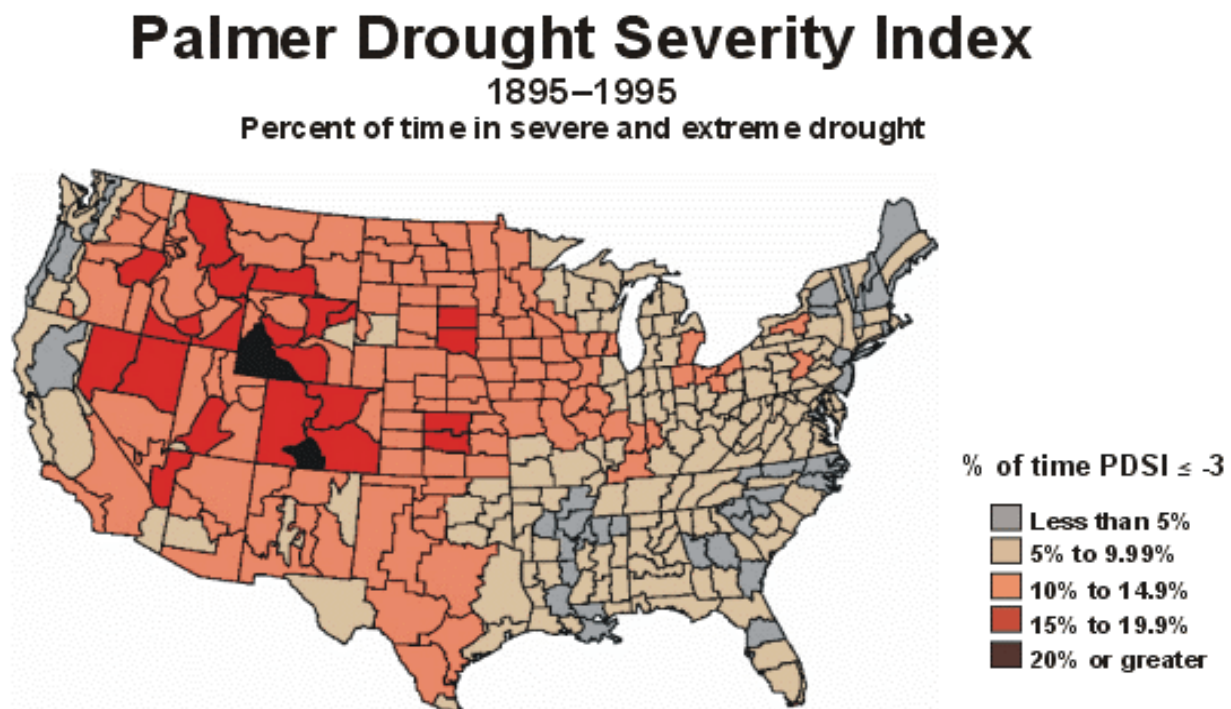 Palmer Drought Severity Index
1895–1995
Percent of time in severe and extreme drought
% of time PDSI ≤ -3
Less than 5%
5% to 9.99%
10% to 14.9%
15% to 19.9%
20% or greater